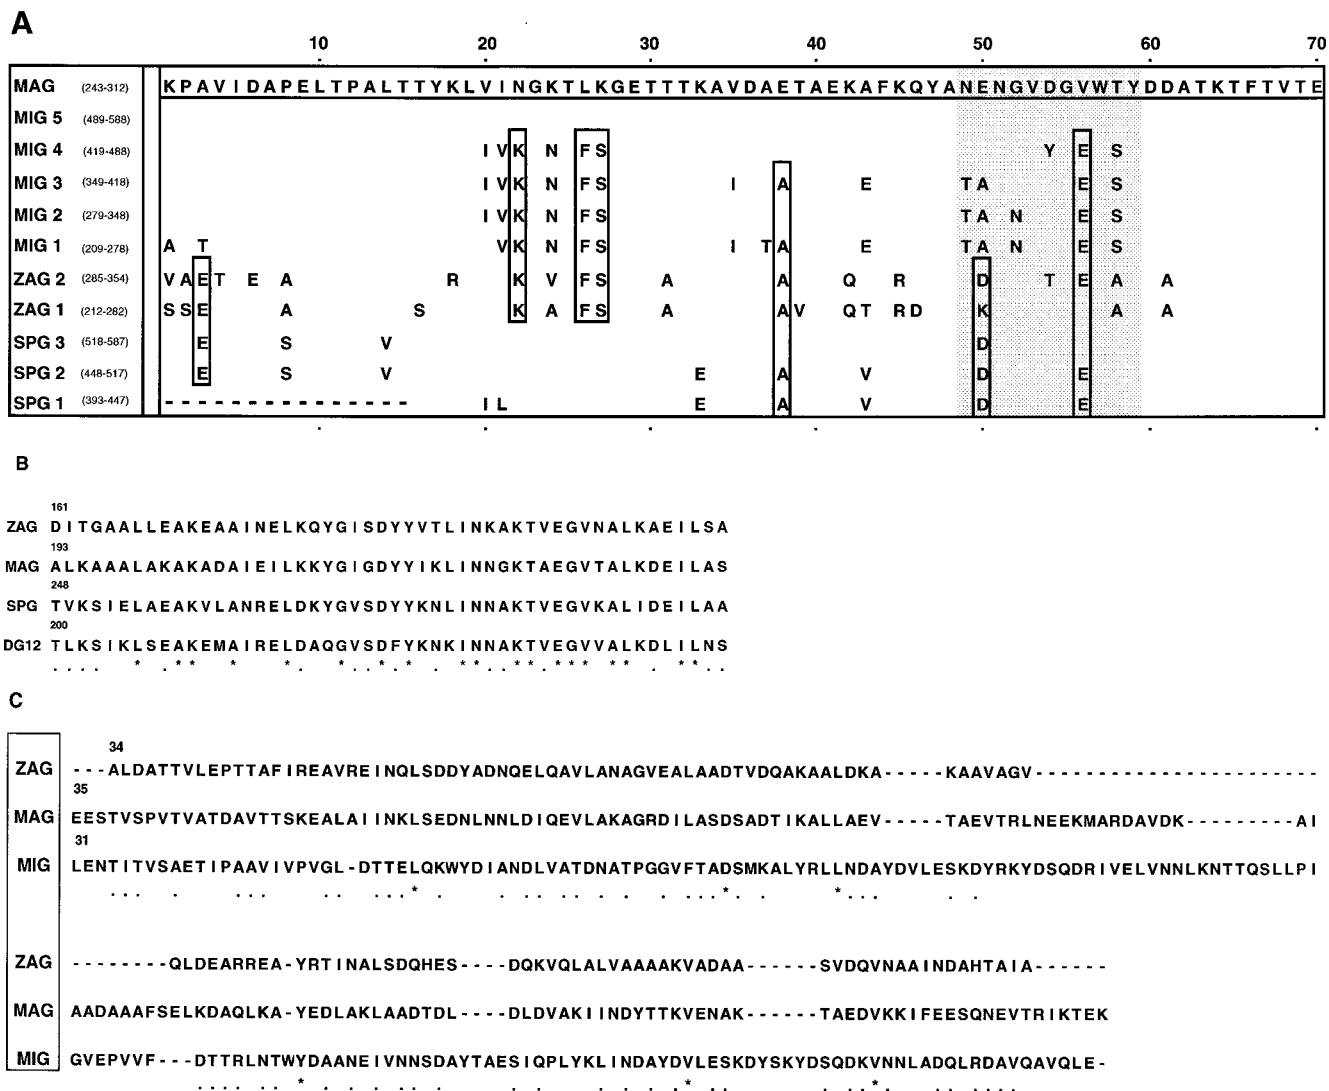 A
10 20 30 40 50 60 70
MAG (243-312) KPAVIDAPELTPALTTYKLVINGKTLKGETTTKAVDAETAEKAFKQYANENGVDGVWTYDDATKTFTVTE
MIG 5 (489-588)
MIG 4 (419-488) I V K N F S Y E S
MIG 3 (349-418) I V K N F S I A E T A E S
MIG 2 (279-348) I V K N F S T A N E S
MIG 1 (209-278) A T V K N F S I T A E T A N E S
ZAG 2 (285-354) V A E T E A R K V F S A A Q R D T E A A
ZAG 1 (212-282) S S E A S K A F S A A V Q T R D K A A
SPG 3 (518-587) E S V D
SPG 2 (448-517) E S V E A V D E
SPG 1 (393-447) - - - - - - - - - - - - - - - I L E A V D E
B
161
ZAG DITGAALLEAKEAAINELKQYGISDYYVTLINKAKTVEGVNALKAEILSA
193
MAG ALKAAALAKAKADAIEILKKYGIGDYYIKLINNGKTAEGVTALKDEILAS
248
SPG TVKSIELAEAKVLANRELDKYGVSDYYKNLINNAKTVEGVKALIDEILAA
200
DG12 TLKSIKLSEAKEMAIRELDAQGVSDFYKNKINNAKTVEGVVALKDLILNS
C
34
ZAG ---ALDATTVLEPTTAFIREAVREINQLSDDYADNQELQAVLANAGVEALAADTVDQAKAALDKA-----KAAVAGV-----------------------
35
MAG EESTVSPVTVATDAVTTSKEALAIINKLSEDNLNNLDIQEVLAKAGRDILASDSADTIKALLAEV-----TAEVTRLNEEKMARDAVDK---------AI
31
MIG LENTITVSAETIPAAVIVPVGL-DTTELQKWYDIANDLVATDNATPGGVFTADSMKALYRLLNDAYDVLESKDYRKYDSQDRIVELVNNLKNTTQSLLPI
ZAG --------QLDEARREA-YRTINALSDQHES----DQKVQLALVAAAAKVADAA------SVDQVNAAINDAHTAIA------
MAG AADAAAFSELKDAQLKA-YEDLAKLAADTDL----DLDVAKIINDYTTKVENAK------TAEDVKKIFEESQNEVTRIKTEK
MIG GVEPVVF---DTTRLNTWYDAANEIVNNSDAYTAESIQPLYKLINDAYDVLESKDYSKYDSQDKVNNLADQLRDAVQAVQLE-